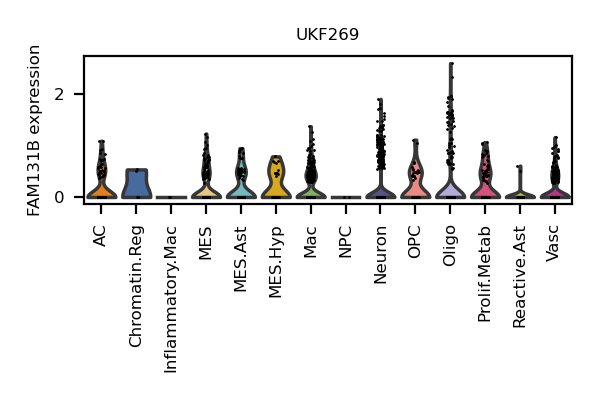 UKF269
FAM131B expression
2
0
AC
Chromatin.Reg
Inflammatory.Mac
MES
MES.Ast
MES.Hyp
Mac
NPC
Neuron
OPC
Oligo
Prolif.Metab
Reactive.Ast
Vasc